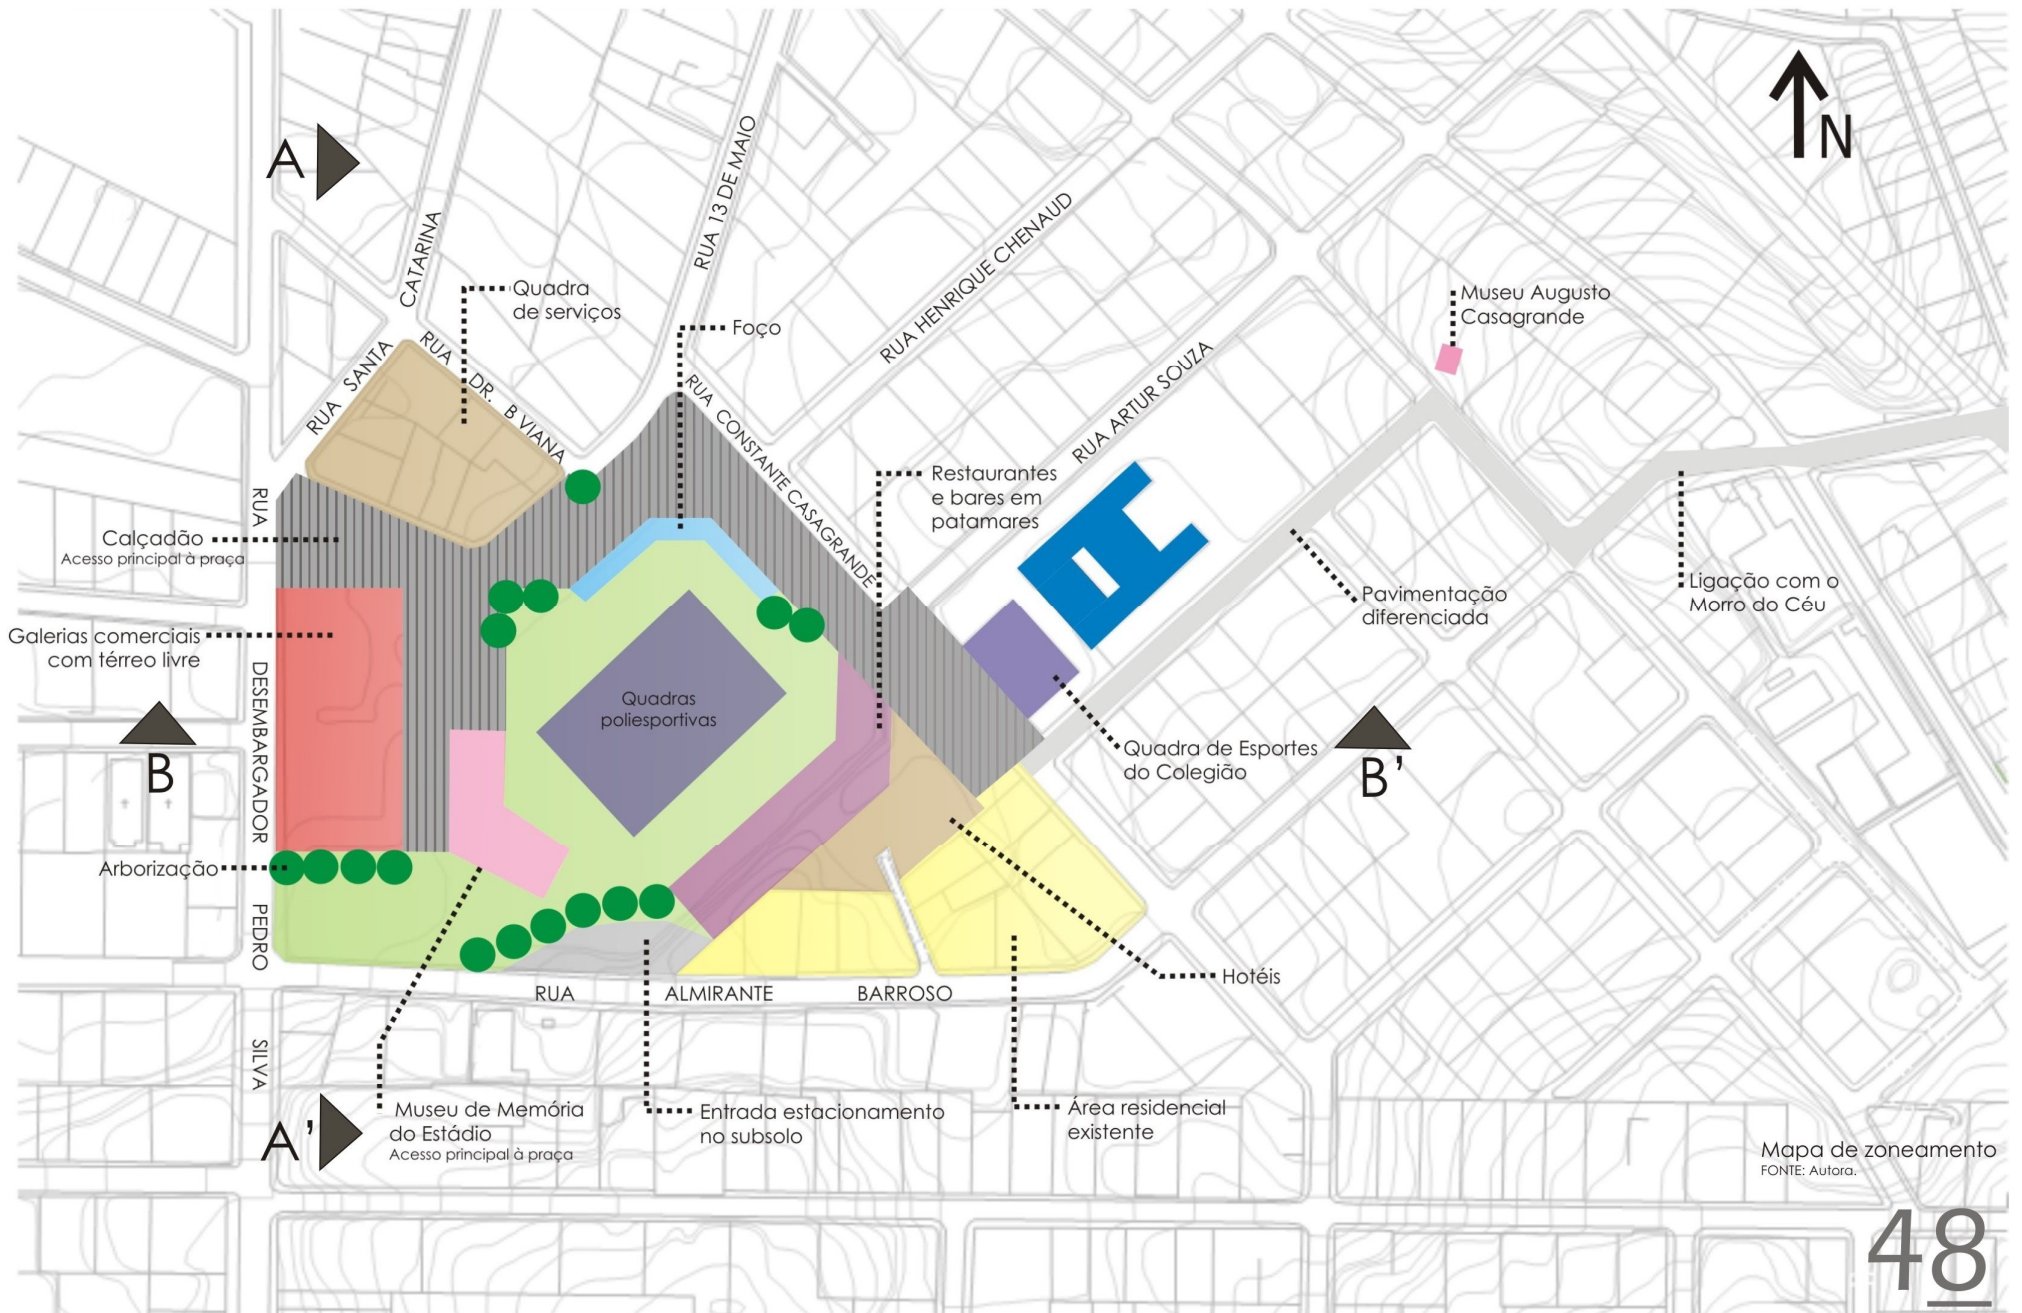 N
A
RUA 13 DE MAIO
CATARINA
RUA SANTA
RUA DR. B VIANA
RUA HENRIQUE CHENAUD
RUA ARTUR SOUZA
RUA CONSTANTE CASAGRANDE
Quadra
de serviços
Foço
Museu Augusto
Casagrande
Restaurantes
e bares em
patamares
Calçadão
Acesso principal à praça
Galerias comerciais
com térreo livre
Pavimentação
diferenciada
Ligação com o
Morro do Céu
Quadras
poliesportivas
B
Quadra de Esportes
do Colegião
B'
Arborização
RUA DESEMBARGADOR PEDRO SILVA
Hotéis
RUA ALMIRANTE BARROSO
A'
Museu de Memória
do Estádio
Acesso principal à praça
Entrada estacionamento
no subsolo
Área residencial
existente
Mapa de zoneamento
FONTE: Autora.
48